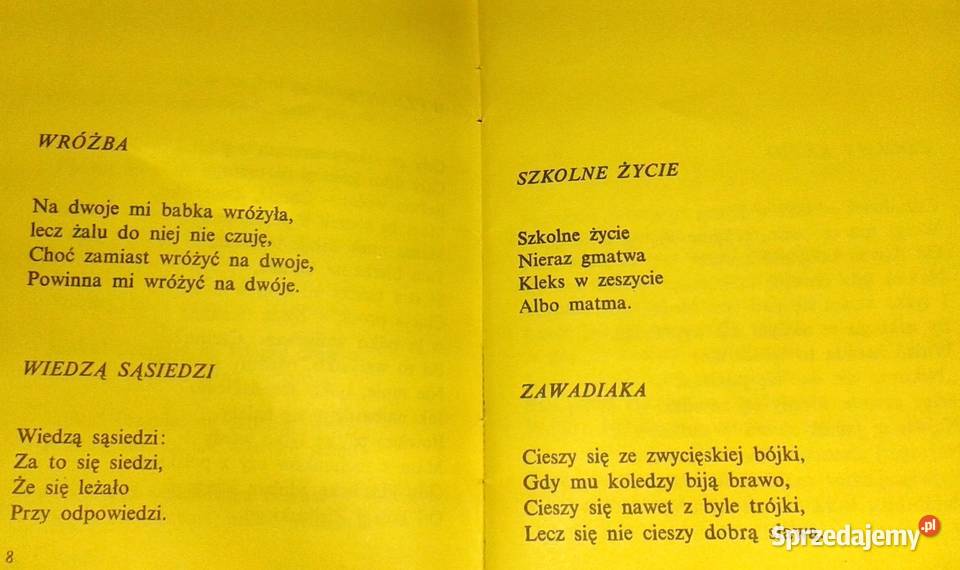 WRÓŻBA
Na dwoje mi babka wróżyła,
lecz żalu do niej nie czuję,
Choć zamiast wróżyć na dwoje,
Powinna mi wróżyć na dwóje.
WIEDZĄ SĄSIEDZI
Wiedzą sąsiedzi:
Za to się siedzi,
Że się leżało
Przy odpowiedzi.
8
SZKOLNE ŻYCIE
Szkolne życie
Nieraz gmatwa
Kleks w zeszycie
Albo matma.
ZAWADIAKA
Cieszy się ze zwycięskiej bójki,
Gdy mu koledzy biją brawo,
Cieszy się nawet z byle trójki,
Lecz się nie cieszy dobrą
Sprzedajemy.pl